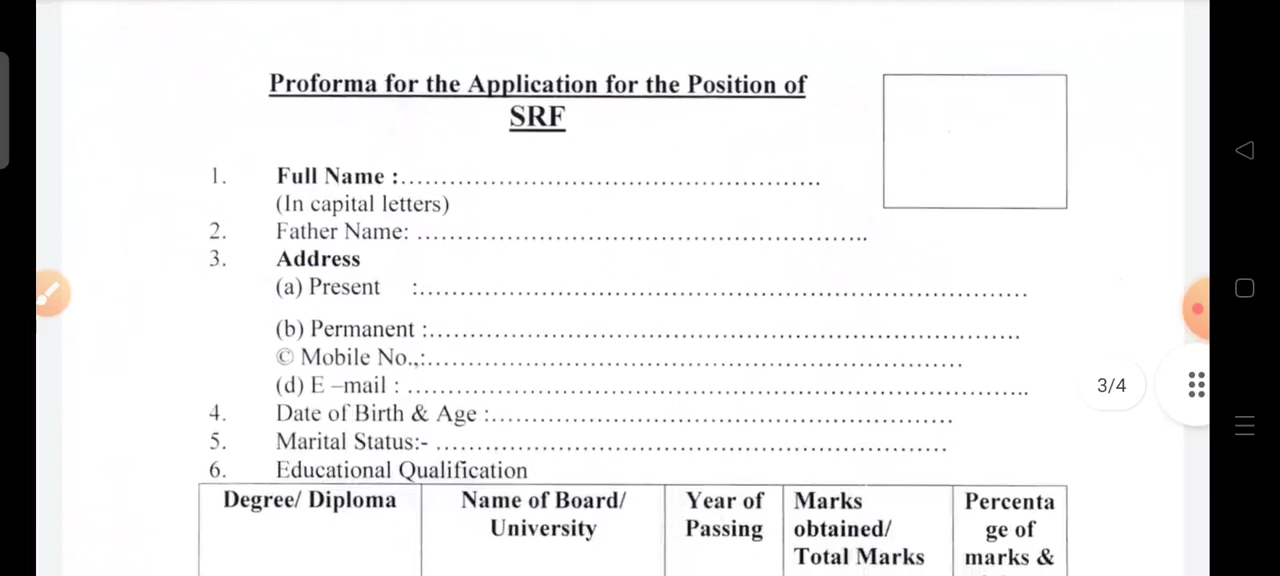 Proforma for the Application for the Position of
SRF
1. Full Name :.......................................................
(In capital letters)
2. Father Name: ..........................................................
3. Address
(a) Present :..............................................................................
(b) Permanent :...........................................................................
© Mobile No.,:.....................................................................
(d) E –mail : ...............................................................................
4. Date of Birth & Age :...........................................................
5. Marital Status:- .................................................................
6. Educational Qualification
Degree/ Diploma Name of Board/ Year of Marks Percenta
University Passing obtained/ ge of
Total Marks marks &
3/4